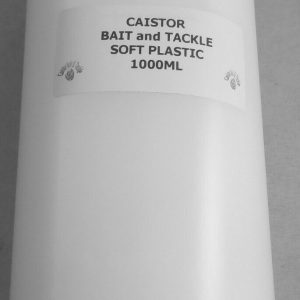 CAISTOR
BAIT and TACKLE
SOFT PLASTIC
1000ML